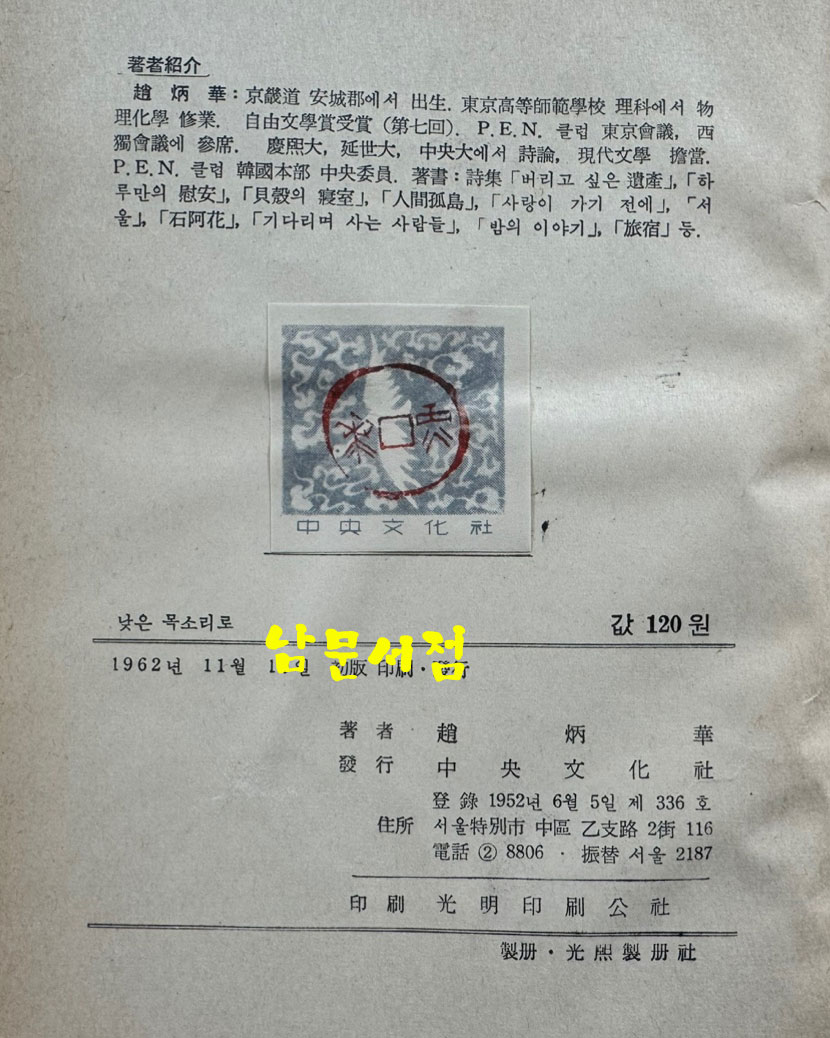 著者紹介
趙炳華: 京畿道 安城郡에서 出生. 東京高等師範學校 理科에서 物
理化學 修業. 自由文學賞受賞 (第七回). P.E.N. 클럽 東京會議, 西
獨會議에 參席. 慶熙大, 延世大, 中央大에서 詩論, 現代文學 擔當.
P.E.N. 클럽 韓國本部 中央委員. 著書: 詩集「버리고 싶은 遺產」,「하
루만의 慰安」,「貝殼의 寢室」,「人間孤島」,「사랑이 가기 전에」,「서
울」,「石阿花」,「기다리며 사는 사람들」,「밤의 이야기」,「旅宿」등.
中央文化社
낮은 목소리로 값 120원
남문서점
1962년 11월 版 印刷·發行
著者 趙炳華
發行 中央文化社
登錄 1952년 6월 5일 제 336 호
住所 서울特別市 中區 乙支路 2街 116
電話 ② 8806 · 振替 서울 2187
印刷 光明印刷公社
製册·光熙製册社